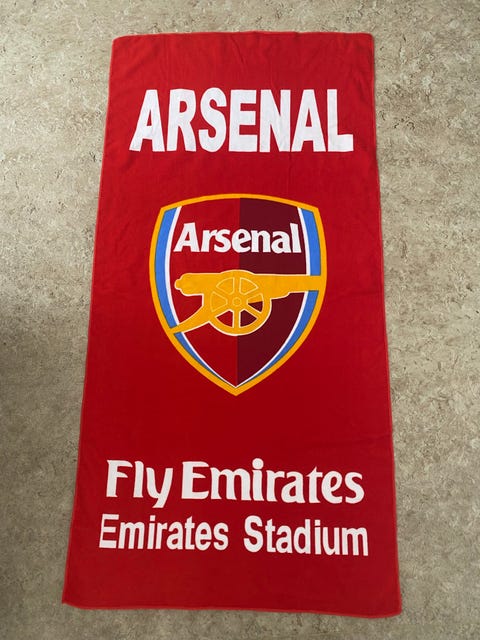 ARSENAL
Arsenal
Fly Emirates
Emirates Stadium